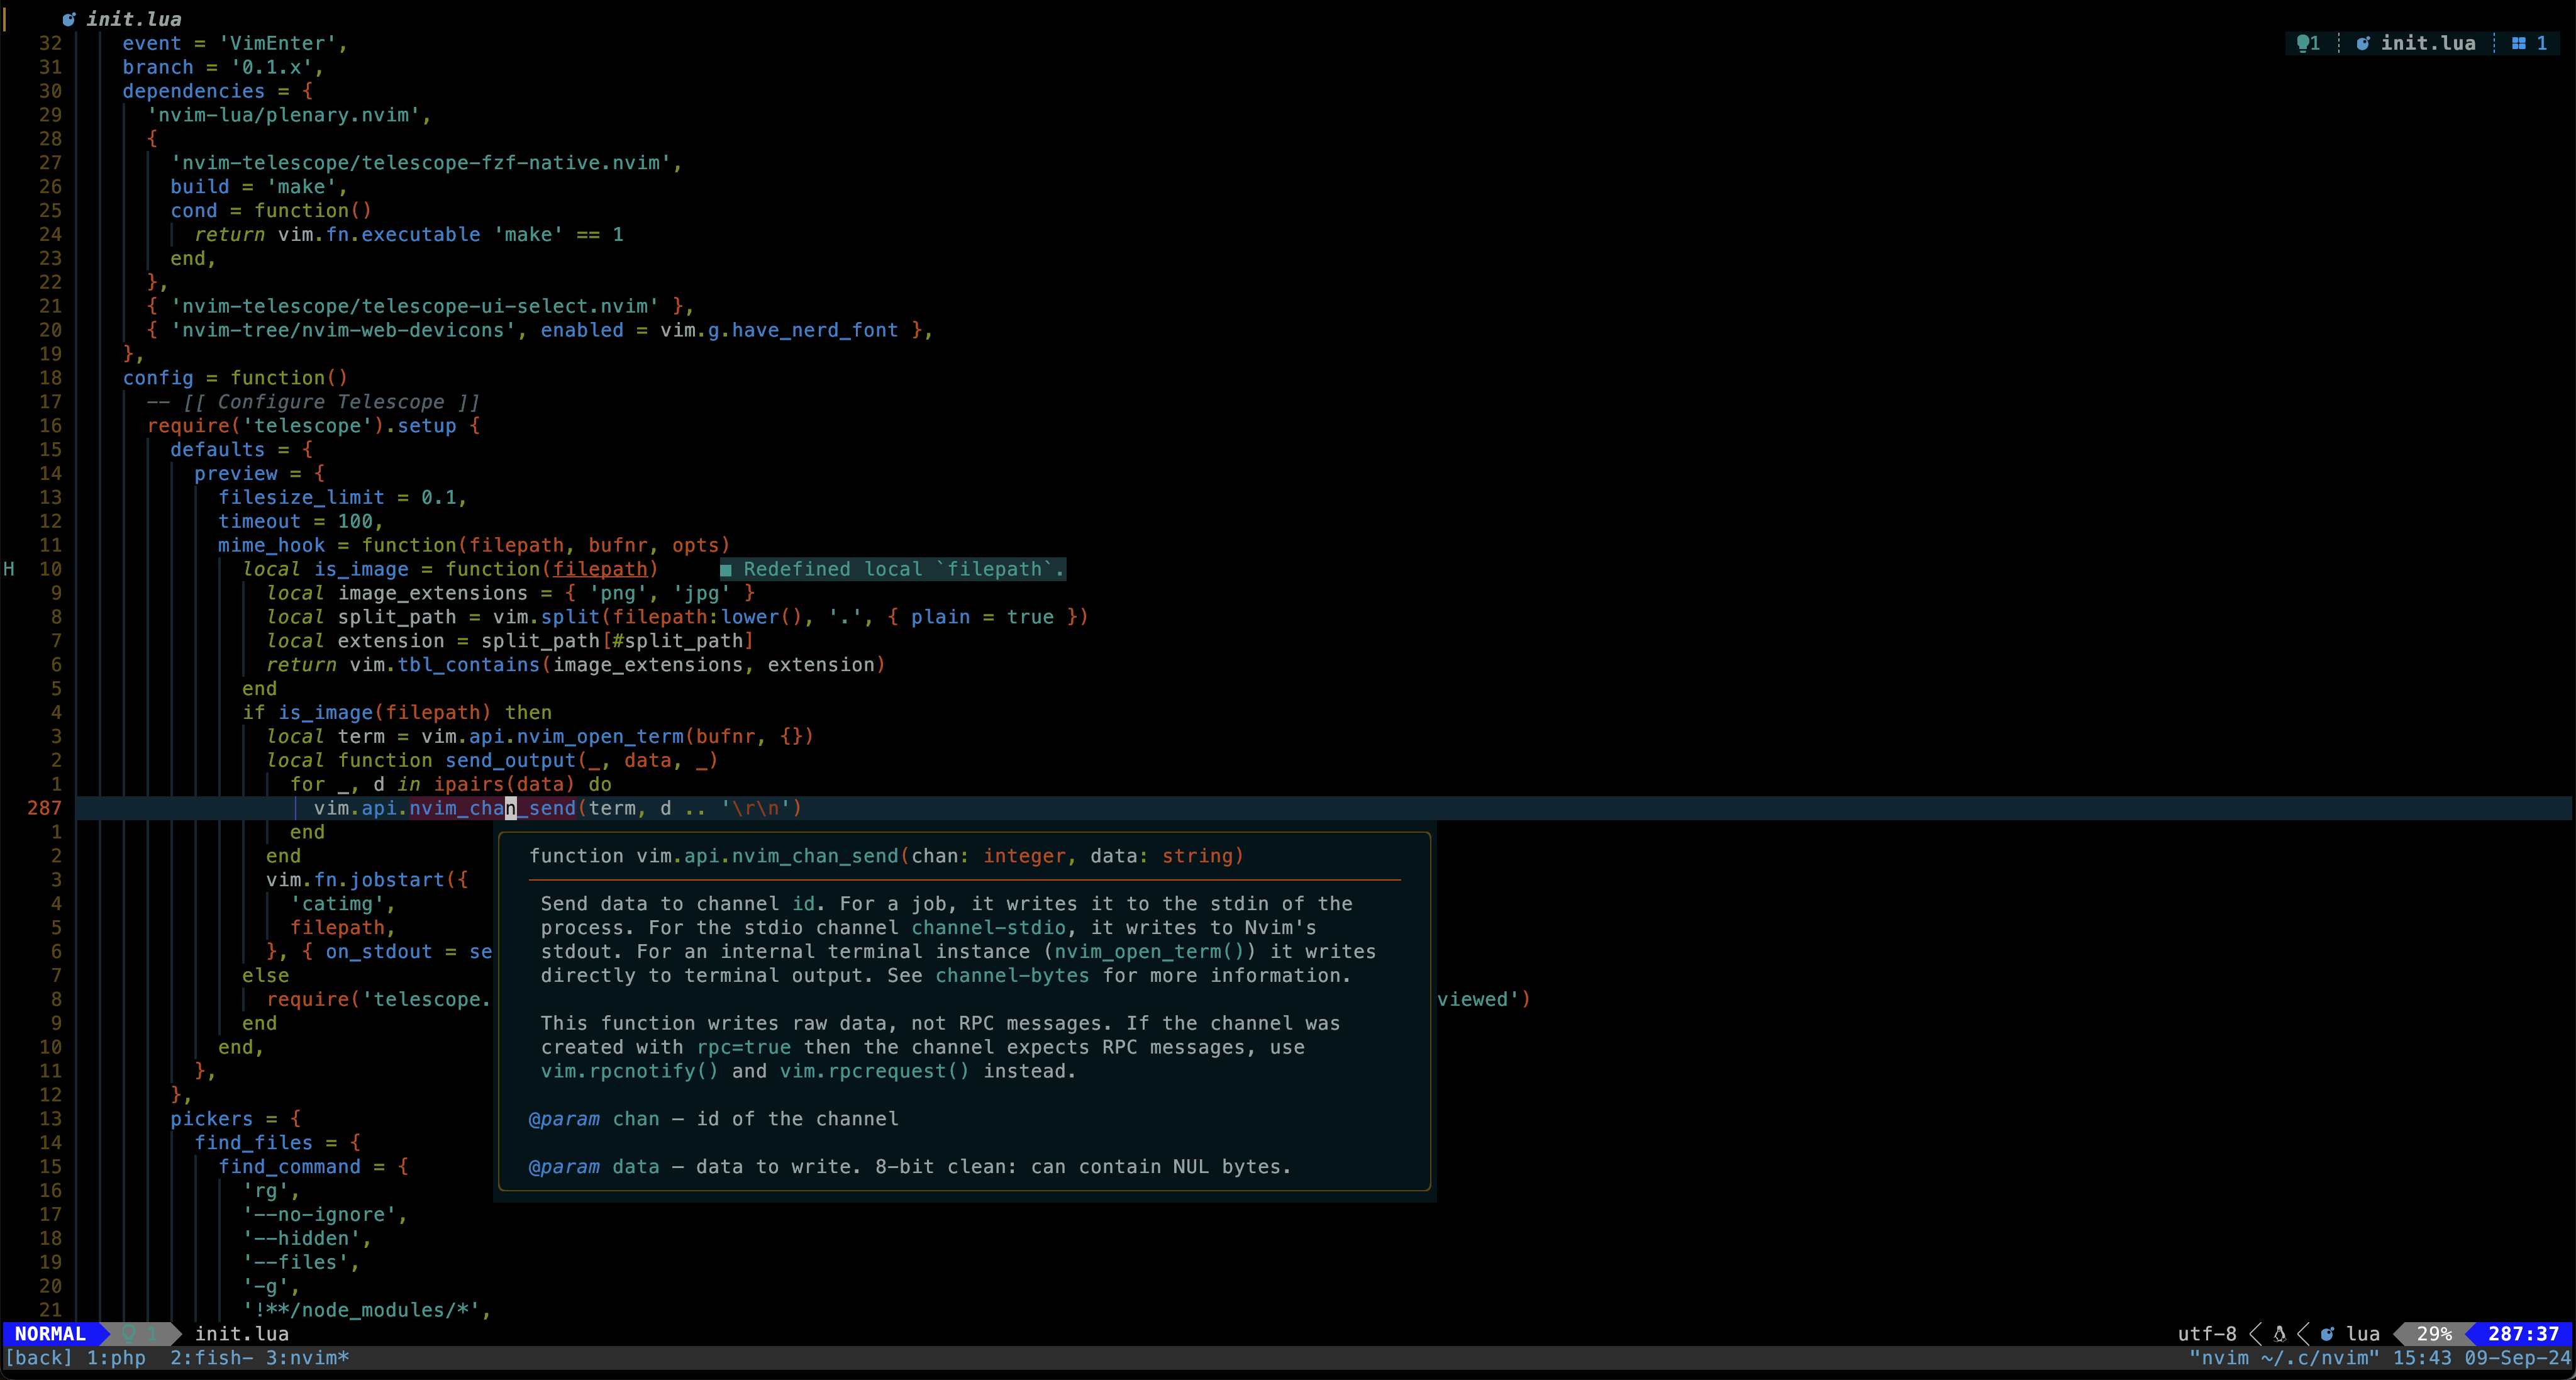 init.lua
32 event = 'VimEnter',
1 init.lua 1
31 branch = '0.1.x',
30 dependencies = {
29 'nvim-lua/plenary.nvim',
28 {
27 'nvim-telescope/telescope-fzf-native.nvim',
26 build = 'make',
25 cond = function()
24 return vim.fn.executable 'make' == 1
23 end,
22 },
21 { 'nvim-telescope/telescope-ui-select.nvim' },
20 { 'nvim-tree/nvim-web-devicons', enabled = vim.g.have_nerd_font },
19 },
18 config = function()
17 -- [[ Configure Telescope ]]
16 require('telescope').setup {
15 defaults = {
14 preview = {
13 filesize_limit = 0.1,
12 timeout = 100,
11 mime_hook = function(filepath, bufnr, opts)
H 10 local is_image = function(filepath) ■ Redefined local `filepath`.
9 local image_extensions = { 'png', 'jpg' }
8 local split_path = vim.split(filepath:lower(), '.', { plain = true })
7 local extension = split_path[#split_path]
6 return vim.tbl_contains(image_extensions, extension)
5 end
4 if is_image(filepath) then
3 local term = vim.api.nvim_open_term(bufnr, {})
2 local function send_output(_, data, _)
1 for _, d in ipairs(data) do
287 vim.api.nvim_chan_send(term, d .. '\r\n')
1 end
2 end
3 vim.fn.jobstart({
4 'catimg',
5 filepath,
6 }, { on_stdout = se
7 else
8 require('telescope. viewed')
9 end
10 end,
11 },
12 },
13 pickers = {
14 find_files = {
15 find_command = {
16 'rg',
17 '--no-ignore',
18 '--hidden',
19 '--files',
20 '-g',
21 '!**/node_modules/*',
function vim.api.nvim_chan_send(chan: integer, data: string)
Send data to channel id. For a job, it writes it to the stdin of the
process. For the stdio channel channel-stdio, it writes to Nvim's
stdout. For an internal terminal instance (nvim_open_term()) it writes
directly to terminal output. See channel-bytes for more information.
This function writes raw data, not RPC messages. If the channel was
created with rpc=true then the channel expects RPC messages, use
vim.rpcnotify() and vim.rpcrequest() instead.
@param chan — id of the channel
@param data — data to write. 8-bit clean: can contain NUL bytes.
NORMAL 1 init.lua utf-8 lua 29% 287:37
[back] 1:php 2:fish- 3:nvim* "nvim ~/.c/nvim" 15:43 09-Sep-24